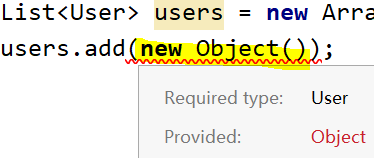 List<User> users = new Arra
users.add(new Object());
Required type: User
Provided: Object